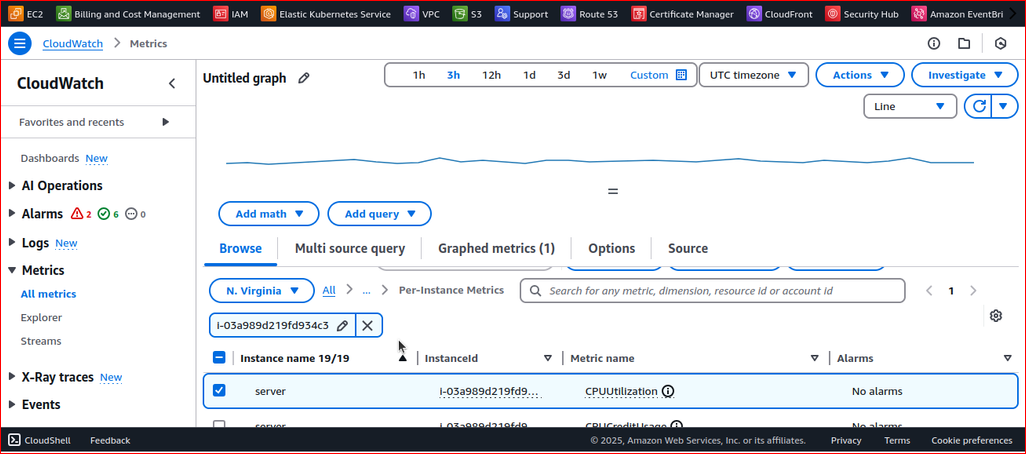 EC2 Billing and Cost Management IAM Elastic Kubernetes Service VPC S3 Support Route 53 Certificate Manager CloudFront Security Hub Amazon EventBri
CloudWatch Metrics
CloudWatch
Favorites and recents
Dashboards New
AI Operations
Alarms 2 6 0
Logs New
Metrics
All metrics
Explorer
Streams
X-Ray traces New
Events
Untitled graph
1h 3h 12h 1d 3d 1w Custom UTC timezone Actions Investigate
Line
Add math Add query
Browse Multi source query Graphed metrics (1) Options Source
N. Virginia All ... Per-Instance Metrics Search for any metric, dimension, resource id or account id 1
i-03a989d219fd934c3
Instance name 19/19 InstanceId Metric name Alarms
server i-03a989d219fd9... CPUUtilization No alarms
server i-03a989d219fd9... CPUCreditUsage No alarms
CloudShell Feedback © 2025, Amazon Web Services, Inc. or its affiliates. Privacy Terms Cookie preferences